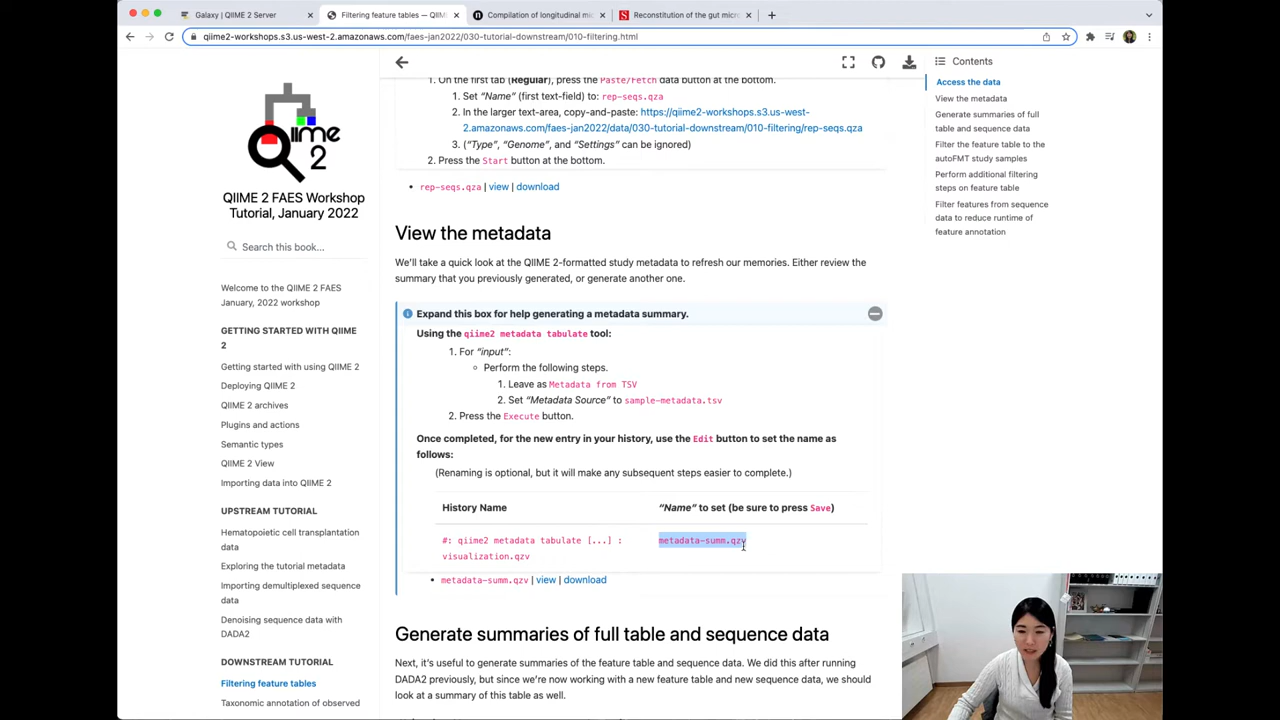 Galaxy | QIIME 2 Server
Filtering feature tables — QIIM
Compilation of longitudinal mic
Reconstitution of the gut micr
qiime2-workshops.s3.us-west-2.amazonaws.com/faes-jan2022/030-tutorial-downstream/010-filtering.html
QIIME 2
QIIME 2 FAES Workshop
Tutorial, January 2022
Search this book...
Welcome to the QIIME 2 FAES
January, 2022 workshop
GETTING STARTED WITH QIIME
2
Getting started with using QIIME 2
Deploying QIIME 2
QIIME 2 archives
Plugins and actions
Semantic types
QIIME 2 View
Importing data into QIIME 2
UPSTREAM TUTORIAL
Hematopoietic cell transplantation
dataset
Exploring the tutorial metadata
Importing demultiplexed sequence
data
Denoising sequence data with
DADA2
DOWNSTREAM TUTORIAL
Filtering feature tables
Taxonomic annotation of observed
1. On the first tab (Regular), press the Paste/Fetch data button at the bottom.
1. Set “Name” (first text-field) to: rep-seqs.qza
2. In the larger text-area, copy-and-paste: https://qiime2-workshops.s3.us-west-
2.amazonaws.com/faes-jan2022/data/030-tutorial-downstream/010-filtering/rep-seqs.qza
3. (“Type”, “Genome”, and “Settings” can be ignored)
2. Press the Start button at the bottom.
• rep-seqs.qza | view | download
View the metadata
We’ll take a quick look at the QIIME 2-formatted study metadata to refresh our memories. Either review the
summary that you previously generated, or generate another one.
Expand this box for help generating a metadata summary.
Using the qiime2 metadata tabulate tool:
1. For “input”:
Perform the following steps.
1. Leave as Metadata from TSV
2. Set “Metadata Source” to sample-metadata.tsv
2. Press the Execute button.
Once completed, for the new entry in your history, use the Edit button to set the name as
follows:
(Renaming is optional, but it will make any subsequent steps easier to complete.)
History Name “Name” to set (be sure to press Save)
#: qiime2 metadata tabulate [...] : metadata-summ.qzv
visualization.qzv
• metadata-summ.qzv | view | download
Generate summaries of full table and sequence data
Next, it’s useful to generate summaries of the feature table and sequence data. We did this after running
DADA2 previously, but since we’re now working with a new feature table and new sequence data, we should
look at a summary of this table as well.
Contents
Access the data
View the metadata
Generate summaries of full
table and sequence data
Filter the feature table to the
autoFMT study samples
Perform additional filtering
steps on feature table
Filter features from sequence
data to reduce runtime of
feature annotation